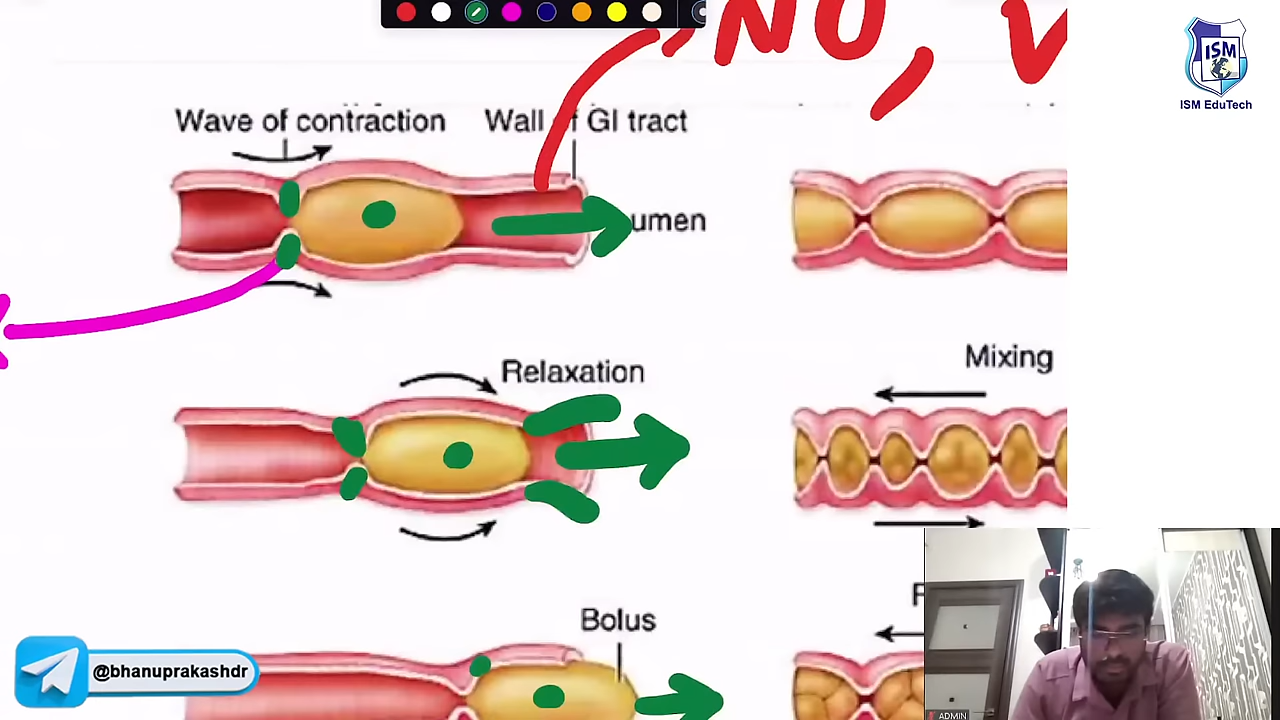 NO,
ISM
ISM EduTech
Wave of contraction
Wall of GI tract
umen
Relaxation
Mixing
Bolus
@bhanuprakashdr
ADMIN